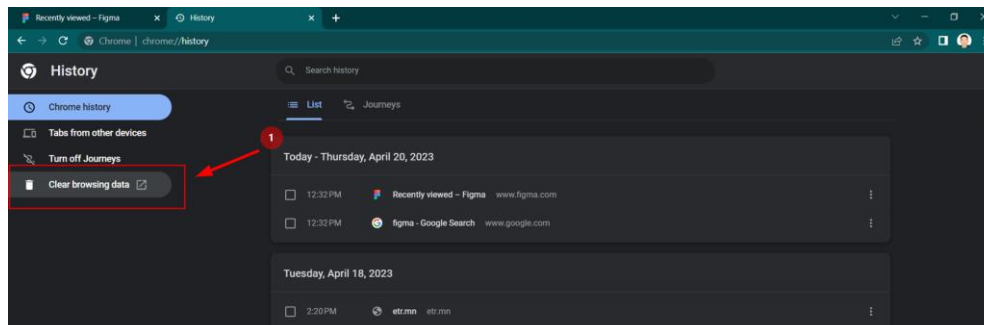 Recently viewed – Figma
History
Chrome | chrome://history
History
Search history
Chrome history
Tabs from other devices
Turn off Journeys
Clear browsing data
1
List
Journeys
Today - Thursday, April 20, 2023
12:32 PM Recently viewed – Figma www.figma.com
12:32 PM figma - Google Search www.google.com
Tuesday, April 18, 2023
2:20 PM etr.mn etr.mn